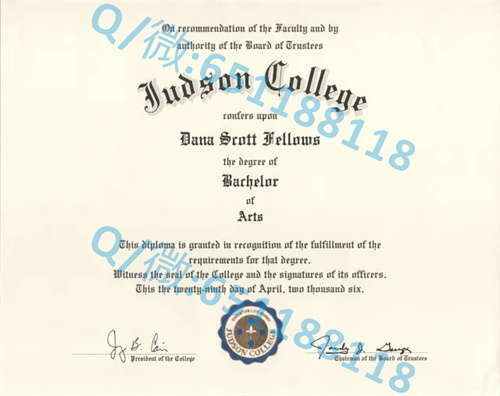 On recommendation of the Faculty and by
authority of the Board of Trustees
Judson College
confers upon
Dana Scott Fellows
the degree of
Bachelor
of
Arts
This diploma is granted in recognition of the fulfillment of the
requirements for that degree.
Witness the seal of the College and the signatures of its officers.
This the twenty-ninth day of April, two thousand six.
JUDSON COLLEGE
President of the College
Chairman of the Board of Trustees
Q/微:651188118
Q/微:651188118